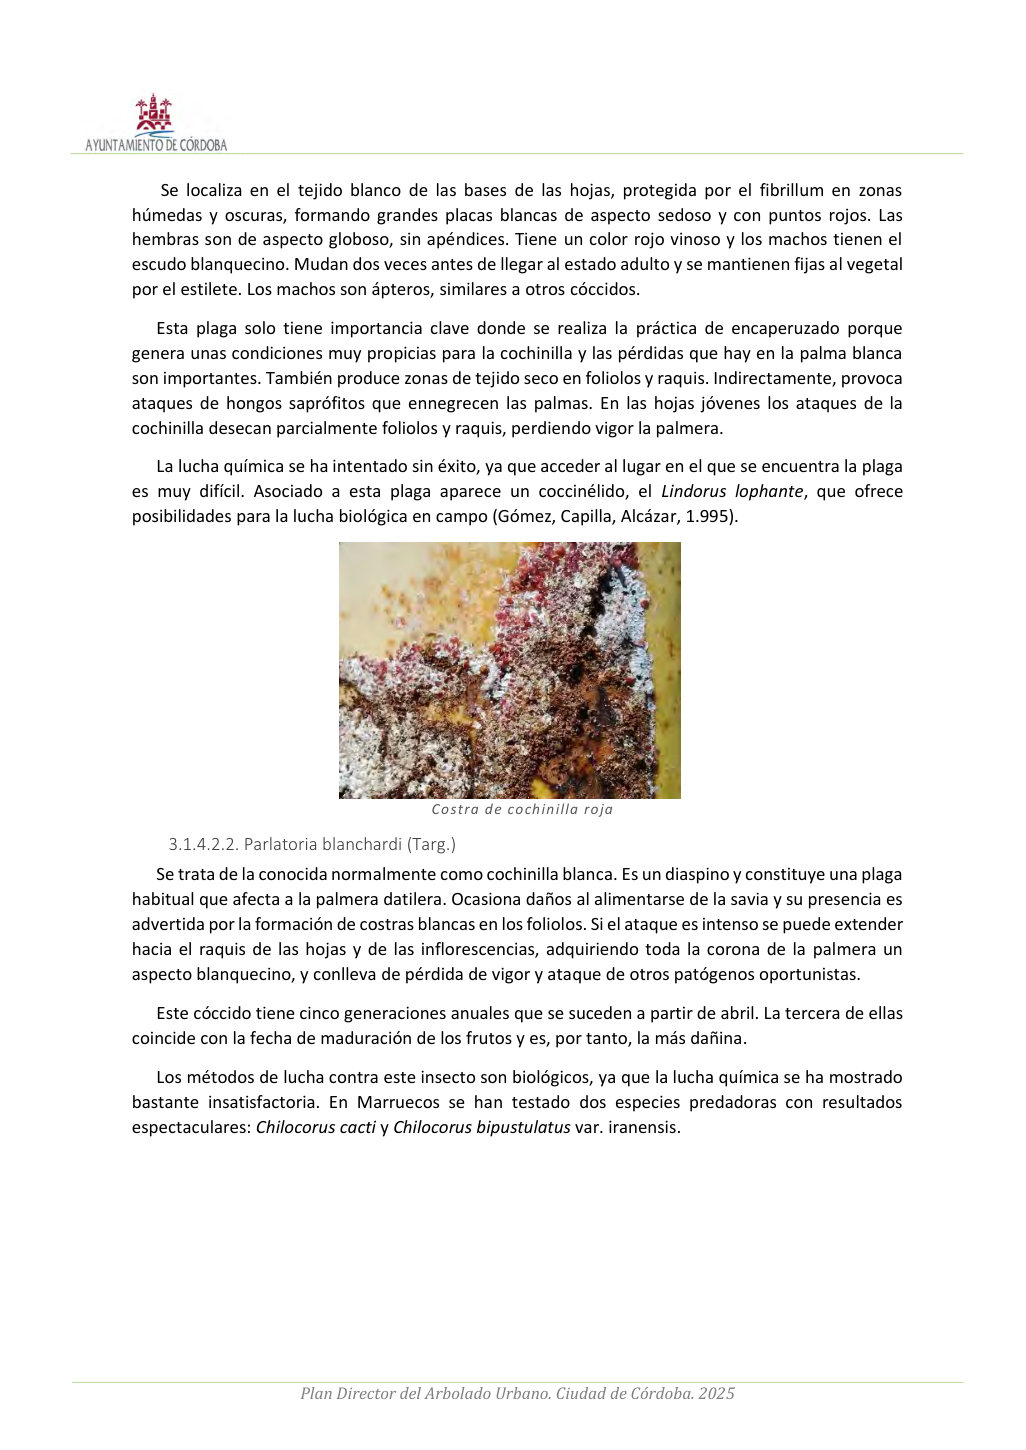 AYUNTAMIENTO DE CÓRDOBA
Se localiza en el tejido blanco de las bases de las hojas, protegida por el fibrillum en zonas
húmedas y oscuras, formando grandes placas blancas de aspecto sedoso y con puntos rojos. Las
hembras son de aspecto globoso, sin apéndices. Tiene un color rojo vinoso y los machos tienen el
escudo blanquecino. Mudan dos veces antes de llegar al estado adulto y se mantienen fijas al vegetal
por el estilete. Los machos son ápteros, similares a otros cóccidos.
Esta plaga solo tiene importancia clave donde se realiza la práctica de encaperuzado porque
genera unas condiciones muy propicias para la cochinilla y las pérdidas que hay en la palma blanca
son importantes. También produce zonas de tejido seco en foliolos y raquis. Indirectamente, provoca
ataques de hongos saprófitos que ennegrecen las palmas. En las hojas jóvenes los ataques de la
cochinilla desecan parcialmente foliolos y raquis, perdiendo vigor la palmera.
La lucha química se ha intentado sin éxito, ya que acceder al lugar en el que se encuentra la plaga
es muy difícil. Asociado a esta plaga aparece un coccinélido, el Lindorus lophante, que ofrece
posibilidades para la lucha biológica en campo (Gómez, Capilla, Alcázar, 1.995).
Costra de cochinilla roja
3.1.4.2.2. Parlatoria blanchardi (Targ.)
Se trata de la conocida normalmente como cochinilla blanca. Es un diaspino y constituye una plaga
habitual que afecta a la palmera datilera. Ocasiona daños al alimentarse de la savia y su presencia es
advertida por la formación de costras blancas en los foliolos. Si el ataque es intenso se puede extender
hacia el raquis de las hojas y de las inflorescencias, adquiriendo toda la corona de la palmera un
aspecto blanquecino, y conlleva de pérdida de vigor y ataque de otros patógenos oportunistas.
Este cóccido tiene cinco generaciones anuales que se suceden a partir de abril. La tercera de ellas
coincide con la fecha de maduración de los frutos y es, por tanto, la más dañina.
Los métodos de lucha contra este insecto son biológicos, ya que la lucha química se ha mostrado
bastante insatisfactoria. En Marruecos se han testado dos especies predadoras con resultados
espectaculares: Chilocorus cacti y Chilocorus bipustulatus var. iranensis.
Plan Director del Arbolado Urbano. Ciudad de Córdoba. 2025